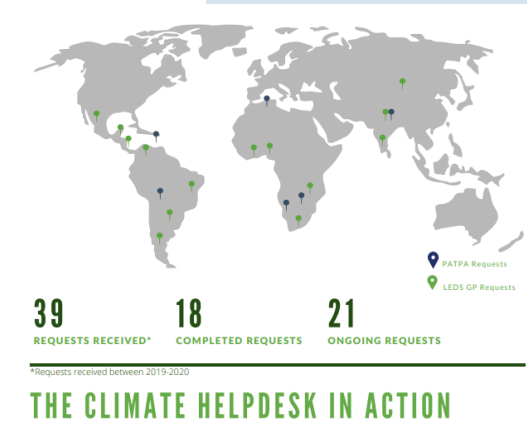 PATPA Requests
LEDS GP Requests
39
REQUESTS RECEIVED*
18
COMPLETED REQUESTS
21
ONGOING REQUESTS
*Requests received between 2019-2020
THE CLIMATE HELPDESK IN ACTION